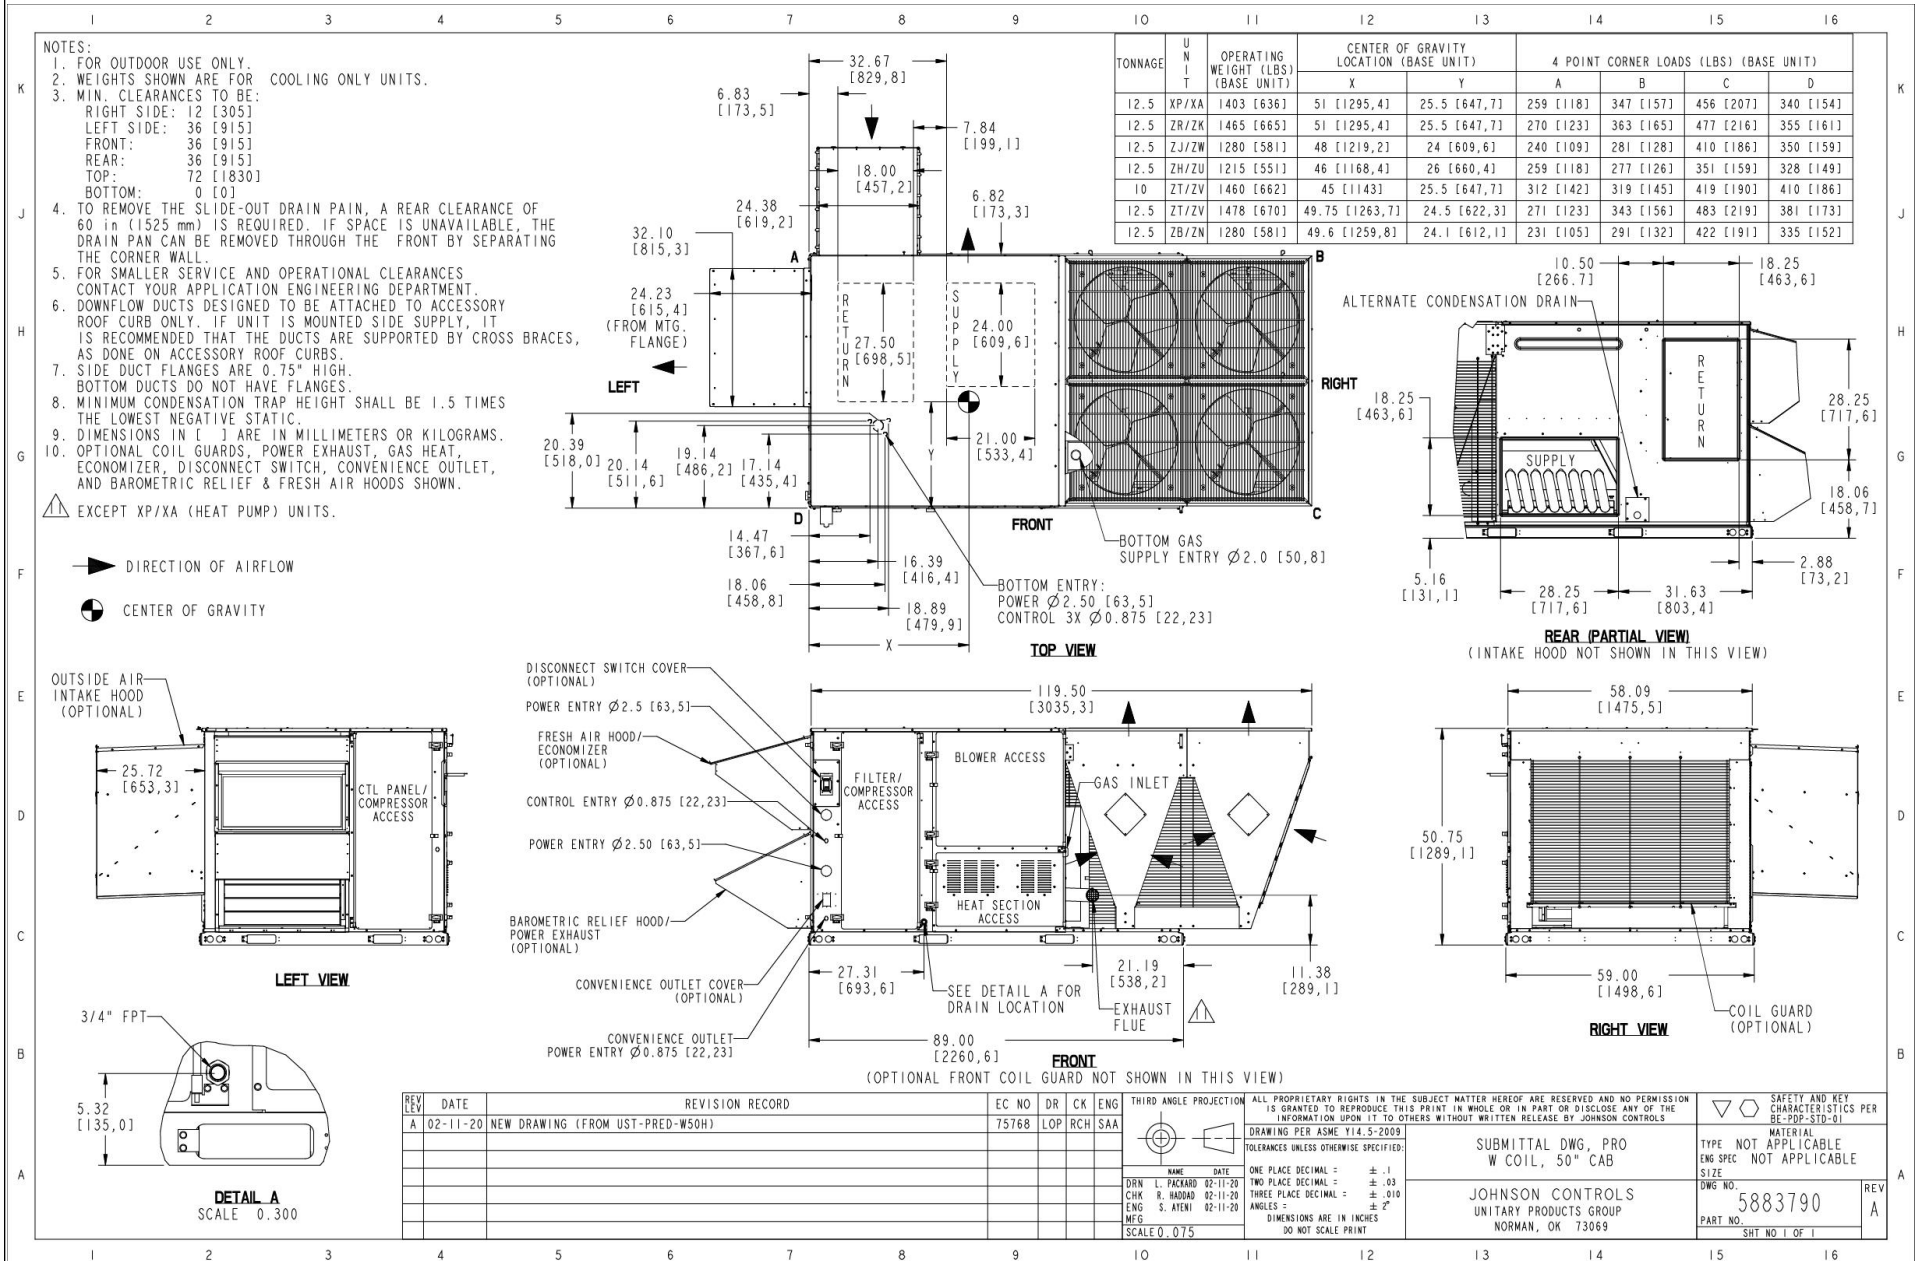 1 2 3 4 5 6 7 8 9 10 11 12 13 14 15 16
K
J
H
G
F
E
D
C
B
A
NOTES:
1. FOR OUTDOOR USE ONLY.
2. WEIGHTS SHOWN ARE FOR COOLING ONLY UNITS.
3. MIN. CLEARANCES TO BE:
RIGHT SIDE: 12 [305]
LEFT SIDE: 36 [915]
FRONT: 36 [915]
REAR: 36 [915]
TOP: 72 [1830]
BOTTOM: 0 [0]
4. TO REMOVE THE SLIDE-OUT DRAIN PAIN, A REAR CLEARANCE OF
60 in (1525 mm) IS REQUIRED. IF SPACE IS UNAVAILABLE, THE
DRAIN PAN CAN BE REMOVED THROUGH THE FRONT BY SEPARATING
THE CORNER WALL.
5. FOR SMALLER SERVICE AND OPERATIONAL CLEARANCES
CONTACT YOUR APPLICATION ENGINEERING DEPARTMENT.
6. DOWNFLOW DUCTS DESIGNED TO BE ATTACHED TO ACCESSORY
ROOF CURB ONLY. IF UNIT IS MOUNTED SIDE SUPPLY, IT
IS RECOMMENDED THAT THE DUCTS ARE SUPPORTED BY CROSS BRACES,
AS DONE ON ACCESSORY ROOF CURBS.
7. SIDE DUCT FLANGES ARE 0.75" HIGH.
BOTTOM DUCTS DO NOT HAVE FLANGES.
8. MINIMUM CONDENSATION TRAP HEIGHT SHALL BE 1.5 TIMES
THE LOWEST NEGATIVE STATIC.
9. DIMENSIONS IN [ ] ARE IN MILLIMETERS OR KILOGRAMS.
10. OPTIONAL COIL GUARDS, POWER EXHAUST, GAS HEAT,
ECONOMIZER, DISCONNECT SWITCH, CONVENIENCE OUTLET,
AND BAROMETRIC RELIEF & FRESH AIR HOODS SHOWN.
11 EXCEPT XP/XA (HEAT PUMP) UNITS.
DIRECTION OF AIRFLOW
CENTER OF GRAVITY
TONNAGE UNIT OPERATING WEIGHT (LBS) (BASE UNIT) CENTER OF GRAVITY LOCATION (BASE UNIT) 4 POINT CORNER LOADS (LBS) (BASE UNIT)
X Y A B C D
12.5 XP/XA 1403 [636] 51 [1295,4] 25.5 [647,7] 259 [118] 347 [157] 456 [207] 340 [154]
12.5 ZR/ZK 1465 [665] 51 [1295,4] 25.5 [647,7] 270 [123] 363 [165] 477 [216] 355 [161]
12.5 ZJ/ZW 1280 [581] 48 [1219,2] 24 [609,6] 240 [109] 281 [128] 410 [186] 350 [159]
12.5 ZH/ZU 1215 [551] 46 [1168,4] 26 [660,4] 259 [118] 277 [126] 351 [159] 328 [149]
10 ZT/ZV 1460 [662] 45 [1143] 25.5 [647,7] 312 [142] 319 [145] 419 [190] 410 [186]
12.5 ZT/ZV 1478 [670] 49.75 [1263,7] 24.5 [622,3] 271 [123] 343 [156] 483 [219] 381 [173]
12.5 ZB/ZN 1280 [581] 49.6 [1259,8] 24.1 [612,1] 231 [105] 291 [132] 422 [191] 335 [152]
32.67
[829,8]
6.83
[173,5]
7.84
[199,1]
18.00
[457,2]
24.38
[619,2]
6.82
[173,3]
32.10
[815,3]
24.23
[615,4]
(FROM MTG.
FLANGE)
A
B
C
D
LEFT
RIGHT
FRONT
RETURN
SUPPLY
27.50
[698,5]
24.00
[609,6]
21.00
[533,4]
Y
20.39
[518,0]
20.14
[511,6]
19.14
[486,2]
17.14
[435,4]
14.47
[367,6]
16.39
[416,4]
18.06
[458,8]
18.89
[479,9]
X
BOTTOM GAS
SUPPLY ENTRY Ø2.0 [50,8]
BOTTOM ENTRY:
POWER Ø2.50 [63,5]
CONTROL 3X Ø0.875 [22,23]
TOP VIEW
10.50
[266.7]
18.25
[463,6]
ALTERNATE CONDENSATION DRAIN
RETURN
SUPPLY
18.25
[463,6]
28.25
[717,6]
18.06
[458,7]
5.16
[131,1]
28.25
[717,6]
31.63
[803,4]
2.88
[73,2]
REAR (PARTIAL VIEW)
(INTAKE HOOD NOT SHOWN IN THIS VIEW)
OUTSIDE AIR
INTAKE HOOD
(OPTIONAL)
25.72
[653,3]
CTL PANEL/
COMPRESSOR
ACCESS
LEFT VIEW
DISCONNECT SWITCH COVER
(OPTIONAL)
POWER ENTRY Ø2.5 [63,5]
FRESH AIR HOOD/
ECONOMIZER
(OPTIONAL)
CONTROL ENTRY Ø0.875 [22,23]
POWER ENTRY Ø2.50 [63,5]
BAROMETRIC RELIEF HOOD/
POWER EXHAUST
(OPTIONAL)
CONVENIENCE OUTLET COVER
(OPTIONAL)
CONVENIENCE OUTLET
POWER ENTRY Ø0.875 [22,23]
119.50
[3035,3]
FILTER/
COMPRESSOR
ACCESS
BLOWER ACCESS
GAS INLET
HEAT SECTION
ACCESS
27.31
[693,6]
SEE DETAIL A FOR
DRAIN LOCATION
21.19
[538,2]
EXHAUST
FLUE
11
11.38
[289,1]
89.00
[2260,6]
FRONT
(OPTIONAL FRONT COIL GUARD NOT SHOWN IN THIS VIEW)
58.09
[1475,5]
50.75
[1289,1]
59.00
[1498,6]
COIL GUARD
(OPTIONAL)
RIGHT VIEW
3/4" FPT
5.32
[135,0]
DETAIL A
SCALE 0.300
REV LEV DATE REVISION RECORD EC NO DR CK ENG
A 02-11-20 NEW DRAWING (FROM UST-PRED-W50H) 75768 LOP RCH SAA
THIRD ANGLE PROJECTION
NAME DATE
DRN L. PACKARD 02-11-20
CHK R. HADDAD 02-11-20
ENG S. AYENI 02-11-20
MFG
SCALE 0.075
ALL PROPRIETARY RIGHTS IN THE SUBJECT MATTER HEREOF ARE RESERVED AND NO PERMISSION
IS GRANTED TO REPRODUCE THIS PRINT IN WHOLE OR IN PART OR DISCLOSE ANY OF THE
INFORMATION UPON IT TO OTHERS WITHOUT WRITTEN RELEASE BY JOHNSON CONTROLS
DRAWING PER ASME Y14.5-2009
TOLERANCES UNLESS OTHERWISE SPECIFIED:
ONE PLACE DECIMAL = ± .1
TWO PLACE DECIMAL = ± .03
THREE PLACE DECIMAL = ± .010
ANGLES = ± 2°
DIMENSIONS ARE IN INCHES
DO NOT SCALE PRINT
SUBMITTAL DWG, PRO
W COIL, 50" CAB
JOHNSON CONTROLS
UNITARY PRODUCTS GROUP
NORMAN, OK 73069
SAFETY AND KEY
CHARACTERISTICS PER
BE-PDP-STD-01
MATERIAL
TYPE NOT APPLICABLE
ENG SPEC NOT APPLICABLE
SIZE
DWG NO. 5883790
PART NO.
REV A
SHT NO 1 OF 1
1 2 3 4 5 6 7 8 9 10 11 12 13 14 15 16
K
J
H
G
F
E
D
C
B
A